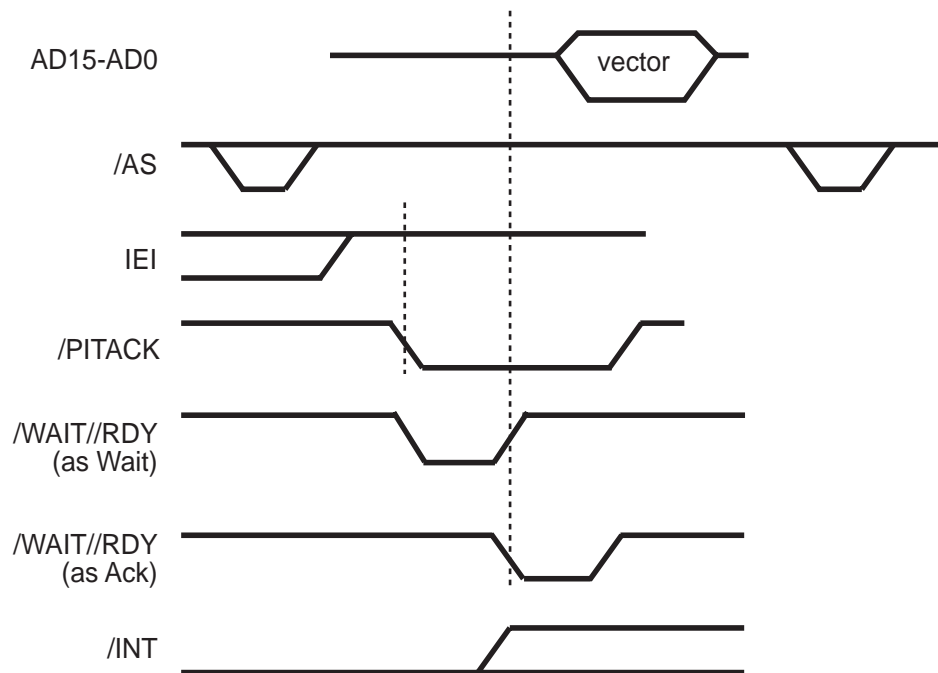 AD15-AD0
vector
/AS
IEI
/PITACK
/WAIT//RDY
(as Wait)
/WAIT//RDY
(as Ack)
/INT